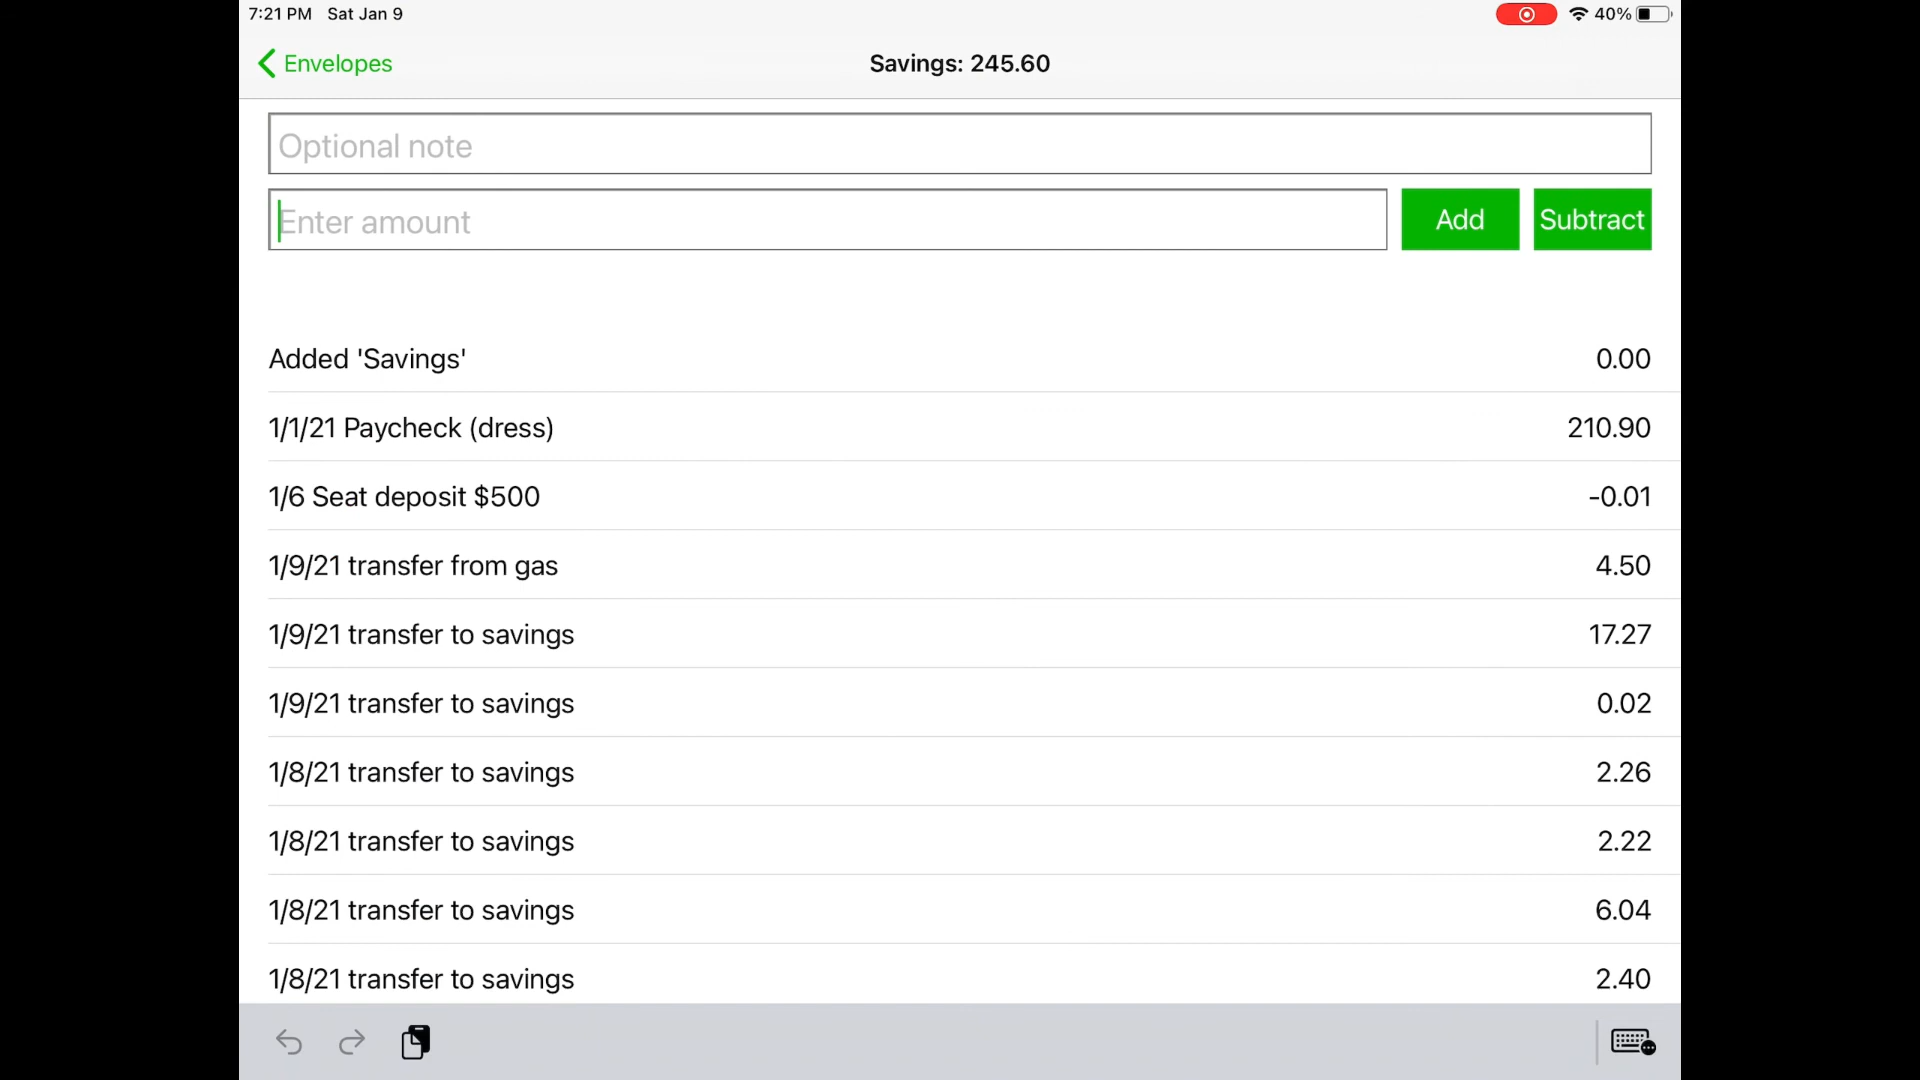 7:21 PM Sat Jan 9 40%
Envelopes Savings: 245.60
Optional note
Enter amount Add Subtract
Added 'Savings' 0.00
1/1/21 Paycheck (dress) 210.90
1/6 Seat deposit $500 -0.01
1/9/21 transfer from gas 4.50
1/9/21 transfer to savings 17.27
1/9/21 transfer to savings 0.02
1/8/21 transfer to savings 2.26
1/8/21 transfer to savings 2.22
1/8/21 transfer to savings 6.04
1/8/21 transfer to savings 2.40